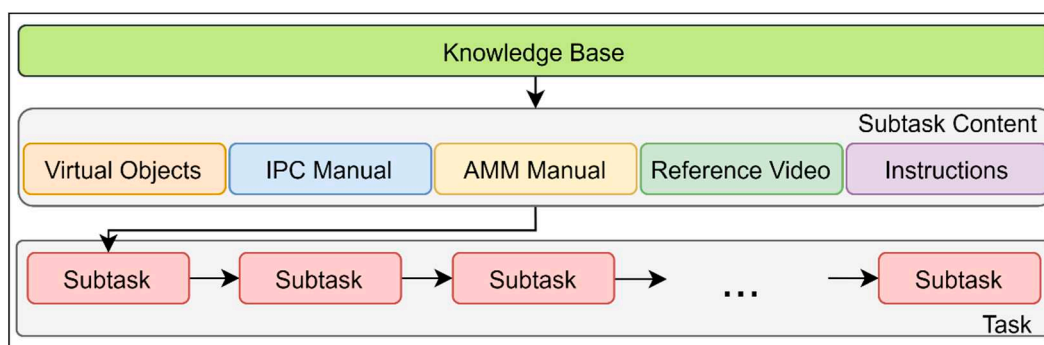 Knowledge Base
Subtask Content
Virtual Objects IPC Manual AMM Manual Reference Video Instructions
Subtask Subtask Subtask ... Subtask
Task